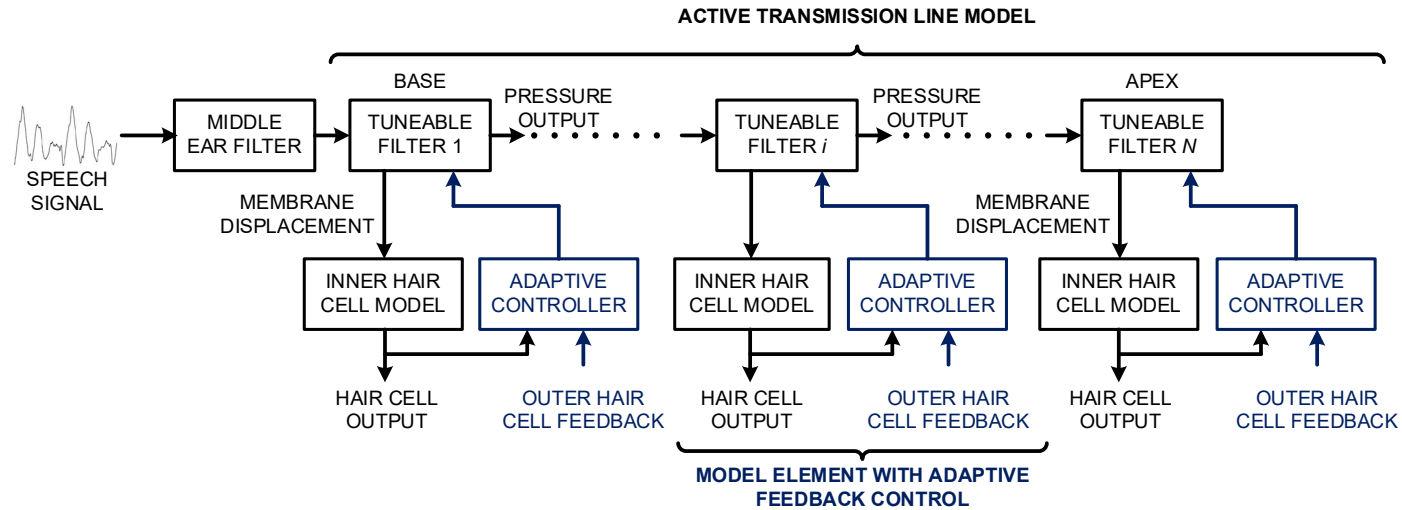 ACTIVE TRANSMISSION LINE MODEL
BASE
APEX
SPEECH
SIGNAL
MIDDLE
EAR FILTER
TUNEABLE
FILTER 1
PRESSURE
OUTPUT
TUNEABLE
FILTER i
PRESSURE
OUTPUT
TUNEABLE
FILTER N
MEMBRANE
DISPLACEMENT
MEMBRANE
DISPLACEMENT
INNER HAIR
CELL MODEL
ADAPTIVE
CONTROLLER
INNER HAIR
CELL MODEL
ADAPTIVE
CONTROLLER
INNER HAIR
CELL MODEL
ADAPTIVE
CONTROLLER
HAIR CELL
OUTPUT
OUTER HAIR
CELL FEEDBACK
HAIR CELL
OUTPUT
OUTER HAIR
CELL FEEDBACK
HAIR CELL
OUTPUT
OUTER HAIR
CELL FEEDBACK
MODEL ELEMENT WITH ADAPTIVE
FEEDBACK CONTROL